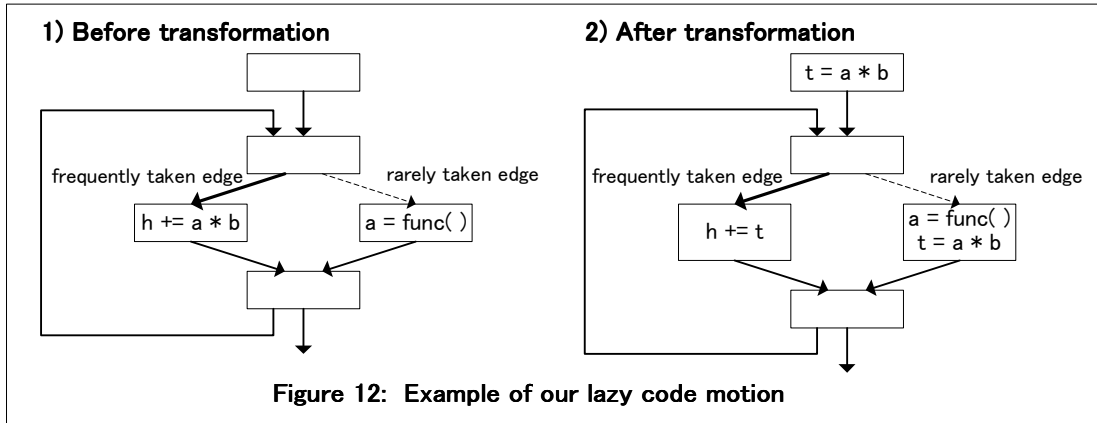 1) Before transformation
frequently taken edge
rarely taken edge
h += a * b
a = func( )
2) After transformation
t = a * b
frequently taken edge
rarely taken edge
h += t
a = func( )
t = a * b
Figure 12: Example of our lazy code motion